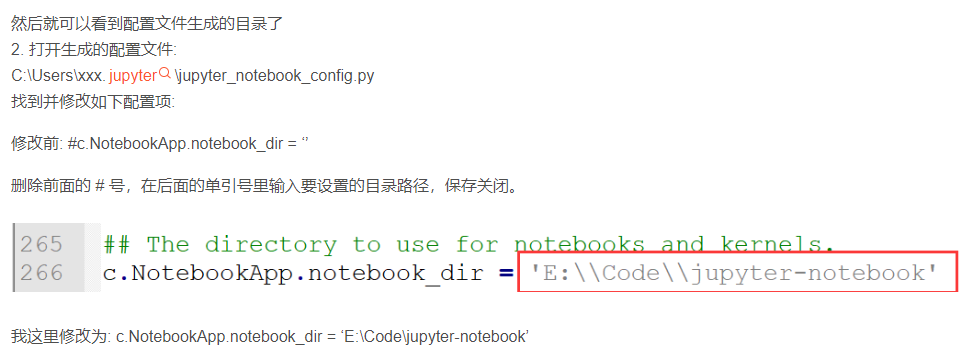 然后就可以看到配置文件生成的目录了
2. 打开生成的配置文件:
C:\Users\xxx. jupyter \jupyter_notebook_config.py
找到并修改如下配置项:
修改前: #c.NotebookApp.notebook_dir = ‘’
删除前面的 # 号，在后面的单引号里输入要设置的目录路径，保存关闭。
265 ## The directory to use for notebooks and kernels.
266 c.NotebookApp.notebook_dir = 'E:\\Code\\jupyter-notebook'
我这里修改为: c.NotebookApp.notebook_dir = ‘E:\Code\jupyter-notebook’